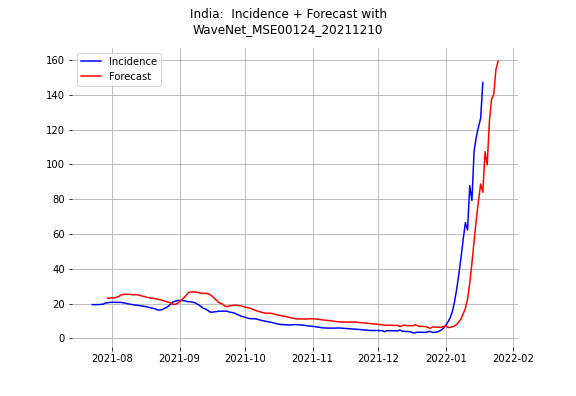 India:  Incidence + Forecast with
WaveNet_MSE00124_20211210
Incidence
Forecast
160
140
120
100
80
60
40
20
0
2021-08 2021-09 2021-10 2021-11 2021-12 2022-01 2022-02